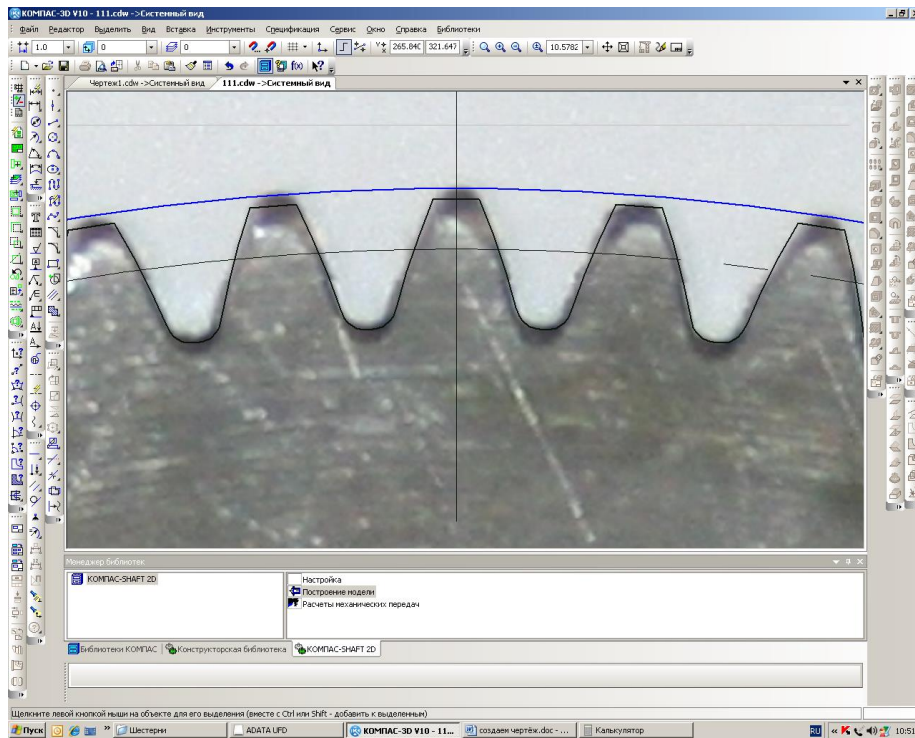 КОМПАС-3D V10 - 111.cdw ->Системный вид
Файл Редактор Выделить Вид Вставка Инструменты Спецификация Сервис Окно Справка Библиотеки
1.0 0 0 265.84 321.647 10.5782
Чертеж1.cdw ->Системный вид 111.cdw ->Системный вид
Менеджер библиотек
КОМПАС-SHAFT 2D
Настройка
Построение модели
Расчеты механических передач
Библиотеки КОМПАС Конструкторская библиотека КОМПАС-SHAFT 2D
Щелкните левой кнопкой мыши на объекте для его выделения (вместе с Ctrl или Shift - добавить к выделенным)
Пуск Шестерни ADATA UFD КОМПАС-3D V10 - 11... создаем чертёж.doc - ... Калькулятор RU 10:51